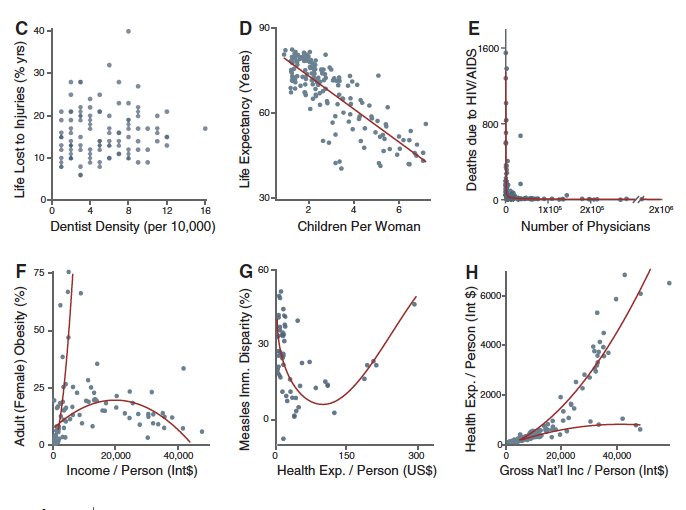 C
Life Lost to Injuries (% yrs)
40
30
20
10
0
0 4 8 12 16
Dentist Density (per 10,000)
D
Life Expectancy (Years)
90
60
30
2 4 6
Children Per Woman
E
Deaths due to HIV/AIDS
1600
800
0
0 1x10⁵ 2x10⁵ 2x10⁶
Number of Physicians
F
Adult (Female) Obesity (%)
75
50
25
0
0 20,000 40,000
Income / Person (Int$)
G
Measles Imm. Disparity (%)
60
30
0
0 150 300
Health Exp. / Person (US$)
H
Health Exp. / Person (Int $)
6000
4000
2000
0
0 20,000 40,000
Gross Nat'l Inc / Person (Int$)